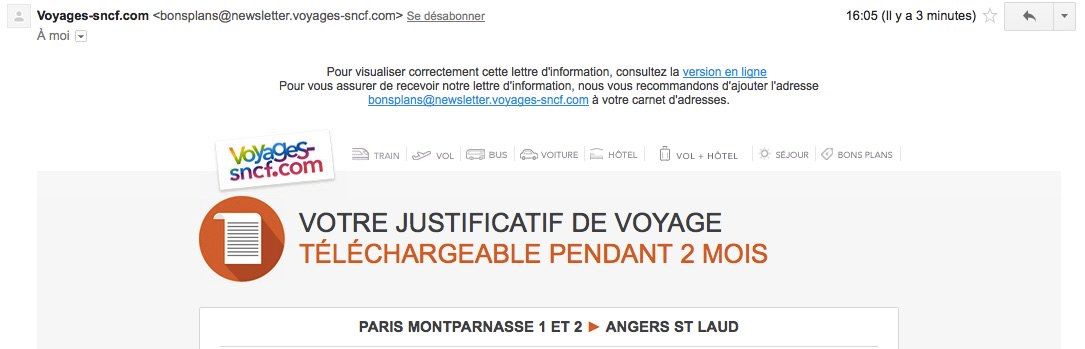 Voyages-sncf.com <bonsplans@newsletter.voyages-sncf.com> Se désabonner 16:05 (Il y a 3 minutes)
À moi
Pour visualiser correctement cette lettre d'information, consultez la version en ligne
Pour vous assurer de recevoir notre lettre d'information, nous vous recommandons d'ajouter l'adresse
bonsplans@newsletter.voyages-sncf.com à votre carnet d'adresses.
Voyages-
sncf.com
TRAIN VOL BUS VOITURE HÔTEL VOL + HÔTEL SÉJOUR BONS PLANS
VOTRE JUSTIFICATIF DE VOYAGE
TÉLÉCHARGEABLE PENDANT 2 MOIS
PARIS MONTPARNASSE 1 ET 2 ► ANGERS ST LAUD